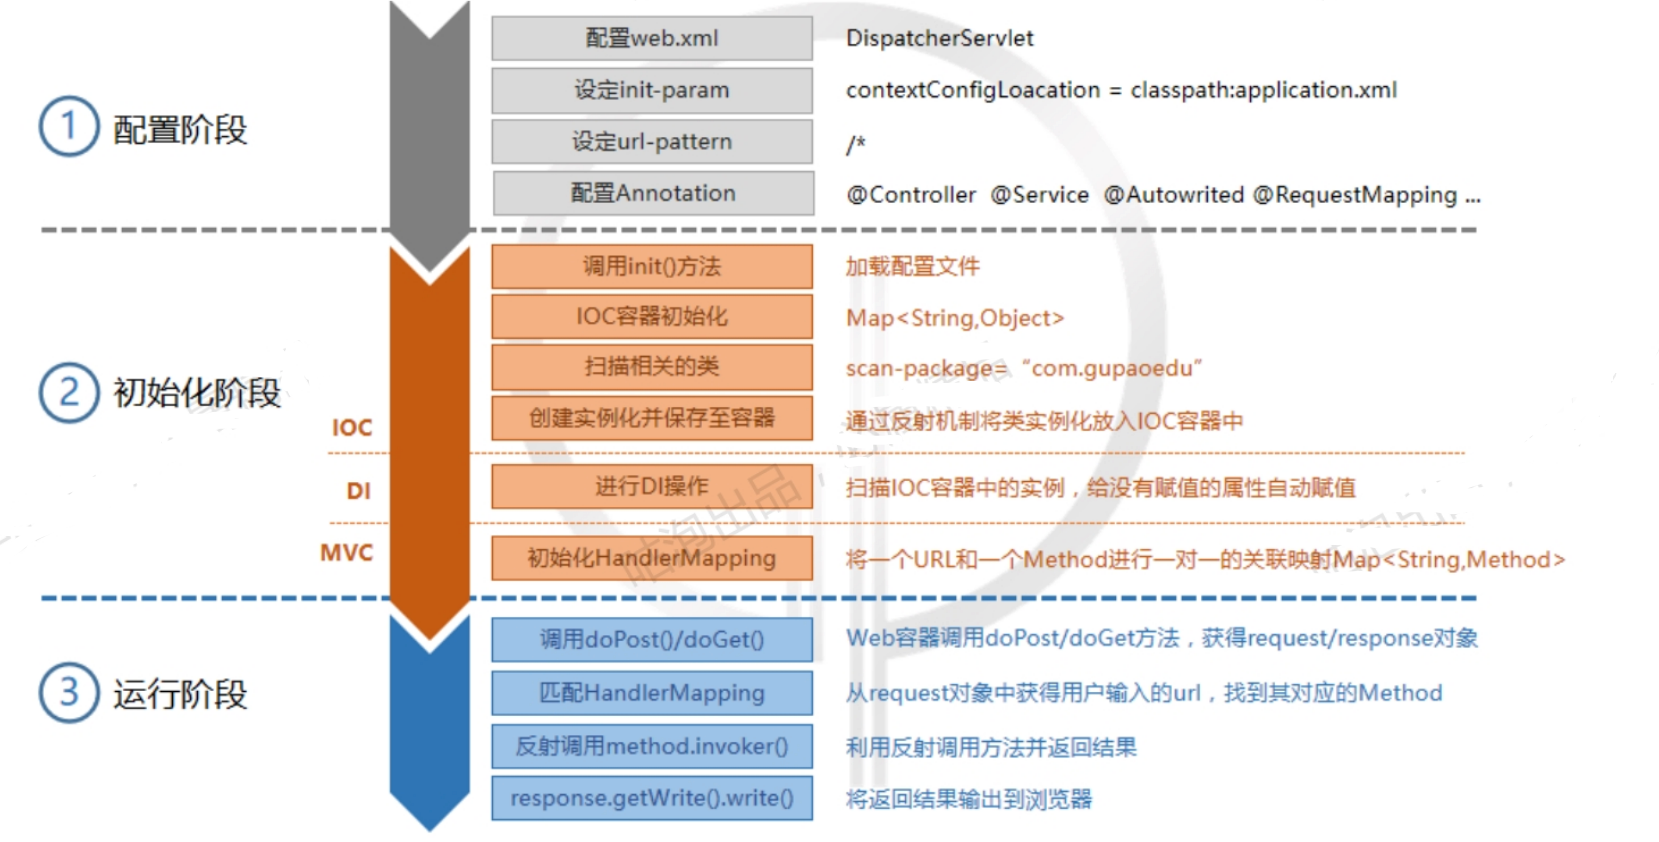 配置web.xml DispatcherServlet
设定init-param contextConfigLoacation = classpath:application.xml
1 配置阶段
设定url-pattern /*
配置Annotation @Controller @Service @Autowrited @RequestMapping ...
调用init()方法 加载配置文件
IOC容器初始化 Map<String,Object>
扫描相关的类 scan-package= “com.gupaoedu”
2 初始化阶段
创建实例化并保存至容器 通过反射机制将类实例化放入IOC容器中
IOC
DI 进行DI操作 扫描IOC容器中的实例，给没有赋值的属性自动赋值
MVC 初始化HandlerMapping 将一个URL和一个Method进行一对一的关联映射Map<String,Method>
咕泡出品，
调用doPost()/doGet() Web容器调用doPost/doGet方法，获得request/response对象
3 运行阶段 匹配HandlerMapping 从request对象中获得用户输入的url，找到其对应的Method
反射调用method.invoker() 利用反射调用方法并返回结果
response.getWrite().write() 将返回结果输出到浏览器